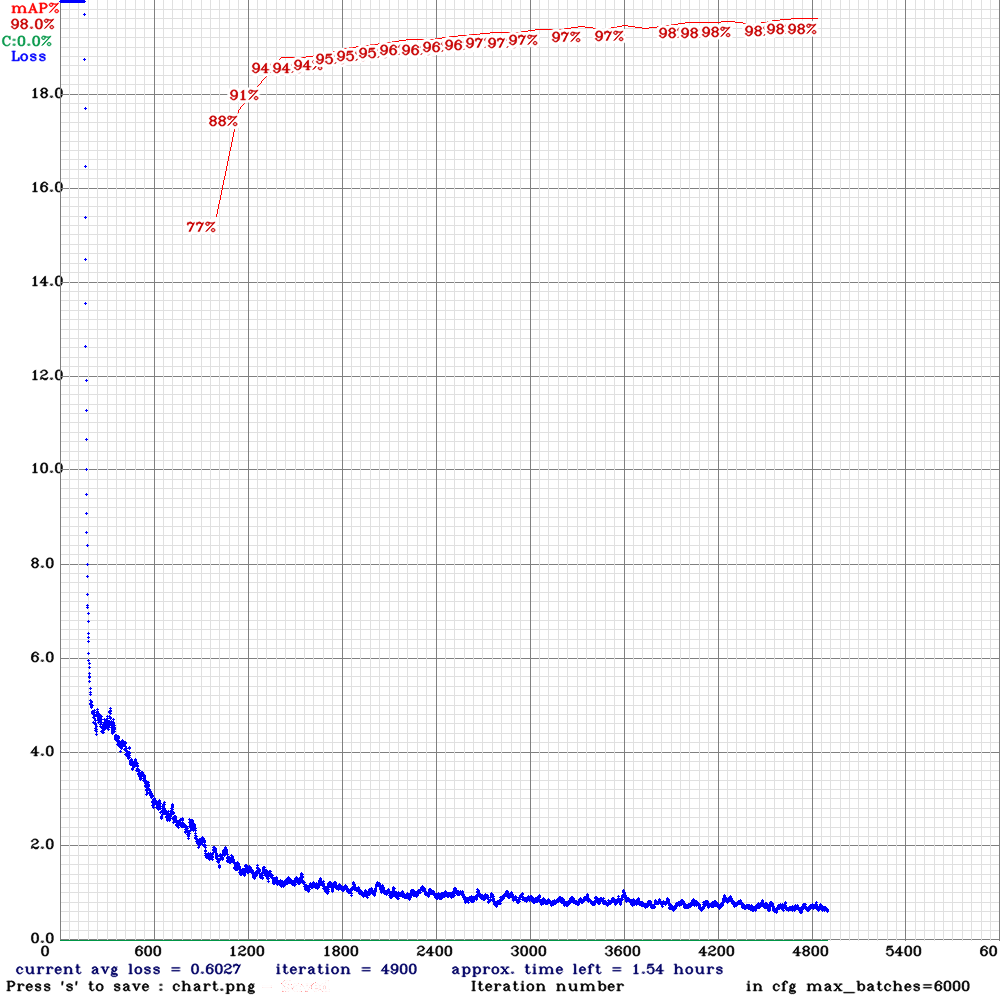 mAP%
98.0%
C:0.0%
Loss
18.0
16.0
14.0
12.0
10.0
8.0
6.0
4.0
2.0
0.0
77%
88%
91%
94 94 94% 95 95 95 96 96 96 96 97 97 97% 97% 97% 98 98 98% 98 98 98%
0 600 1200 1800 2400 3000 3600 4200 4800 5400 60
current avg loss = 0.6027 iteration = 4900 approx. time left = 1.54 hours
Press 's' to save : chart.png Iteration number in cfg max_batches=6000